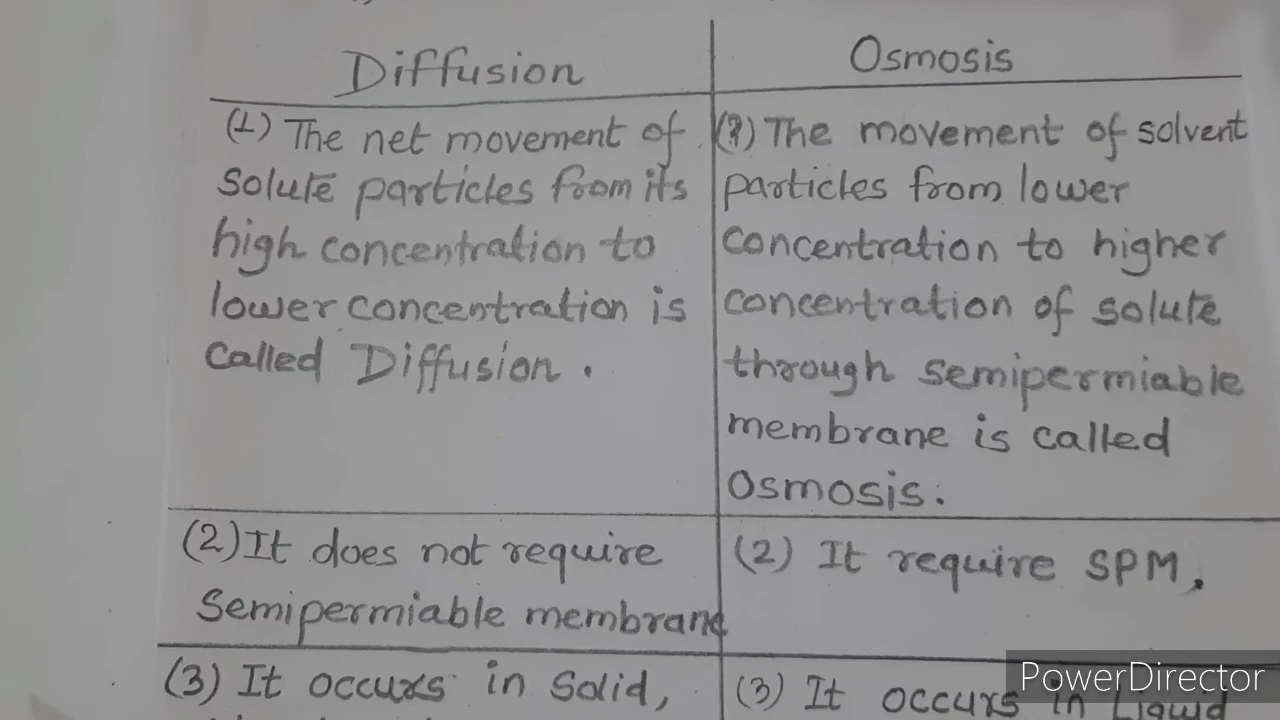 Diffusion
Osmosis
(1) The net movement of
solute particles from its
high concentration to
lower concentration is
called Diffusion.
(1) The movement of solvent
particles from lower
concentration to higher
concentration of solute
through semipermiable
membrane is called
Osmosis.
(2) It does not require
Semipermiable membrane
(2) It require SPM.
(3) It occurs in Solid,
(3) It occurs in Liquid
PowerDirector